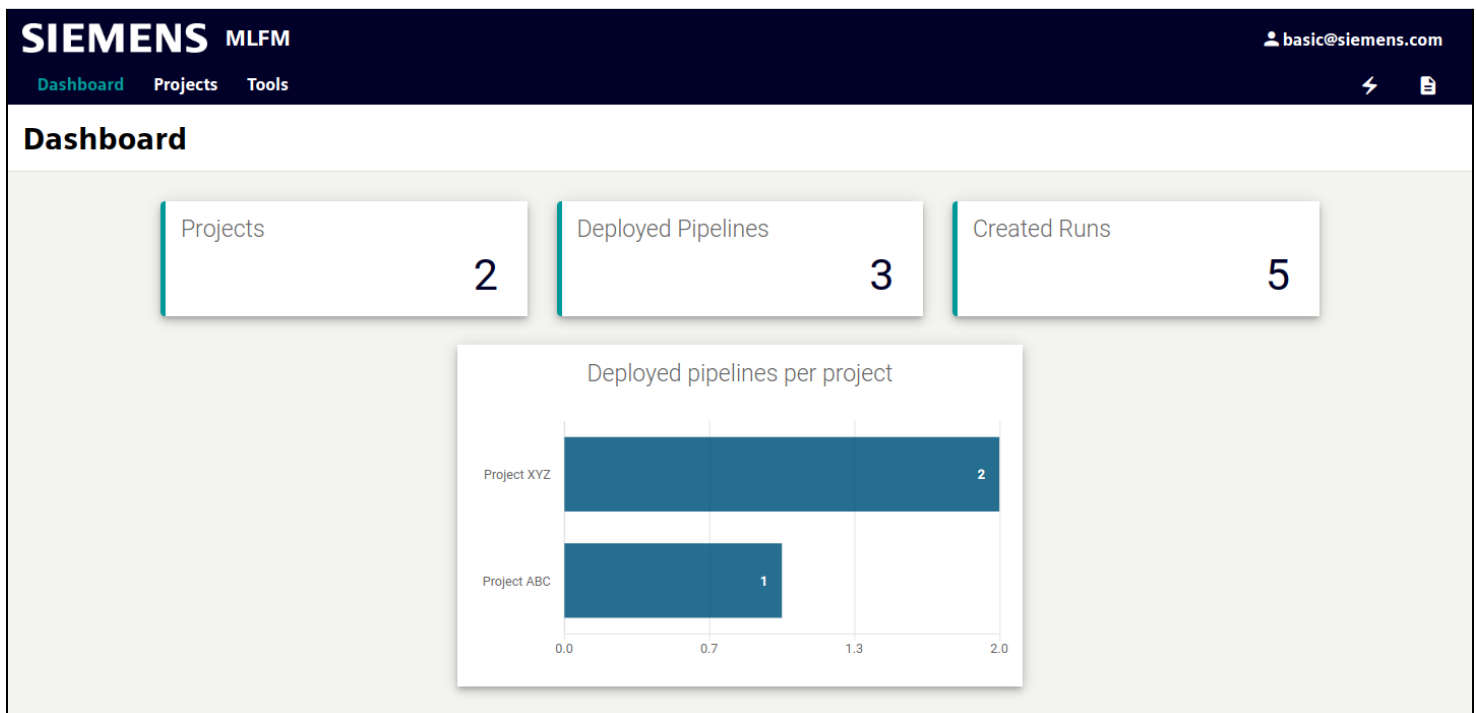 SIEMENS MLFM
basic@siemens.com
Dashboard Projects Tools
Dashboard
Projects
2
Deployed Pipelines
3
Created Runs
5
Deployed pipelines per project
Project XYZ
2
Project ABC
1
0.0 0.7 1.3 2.0